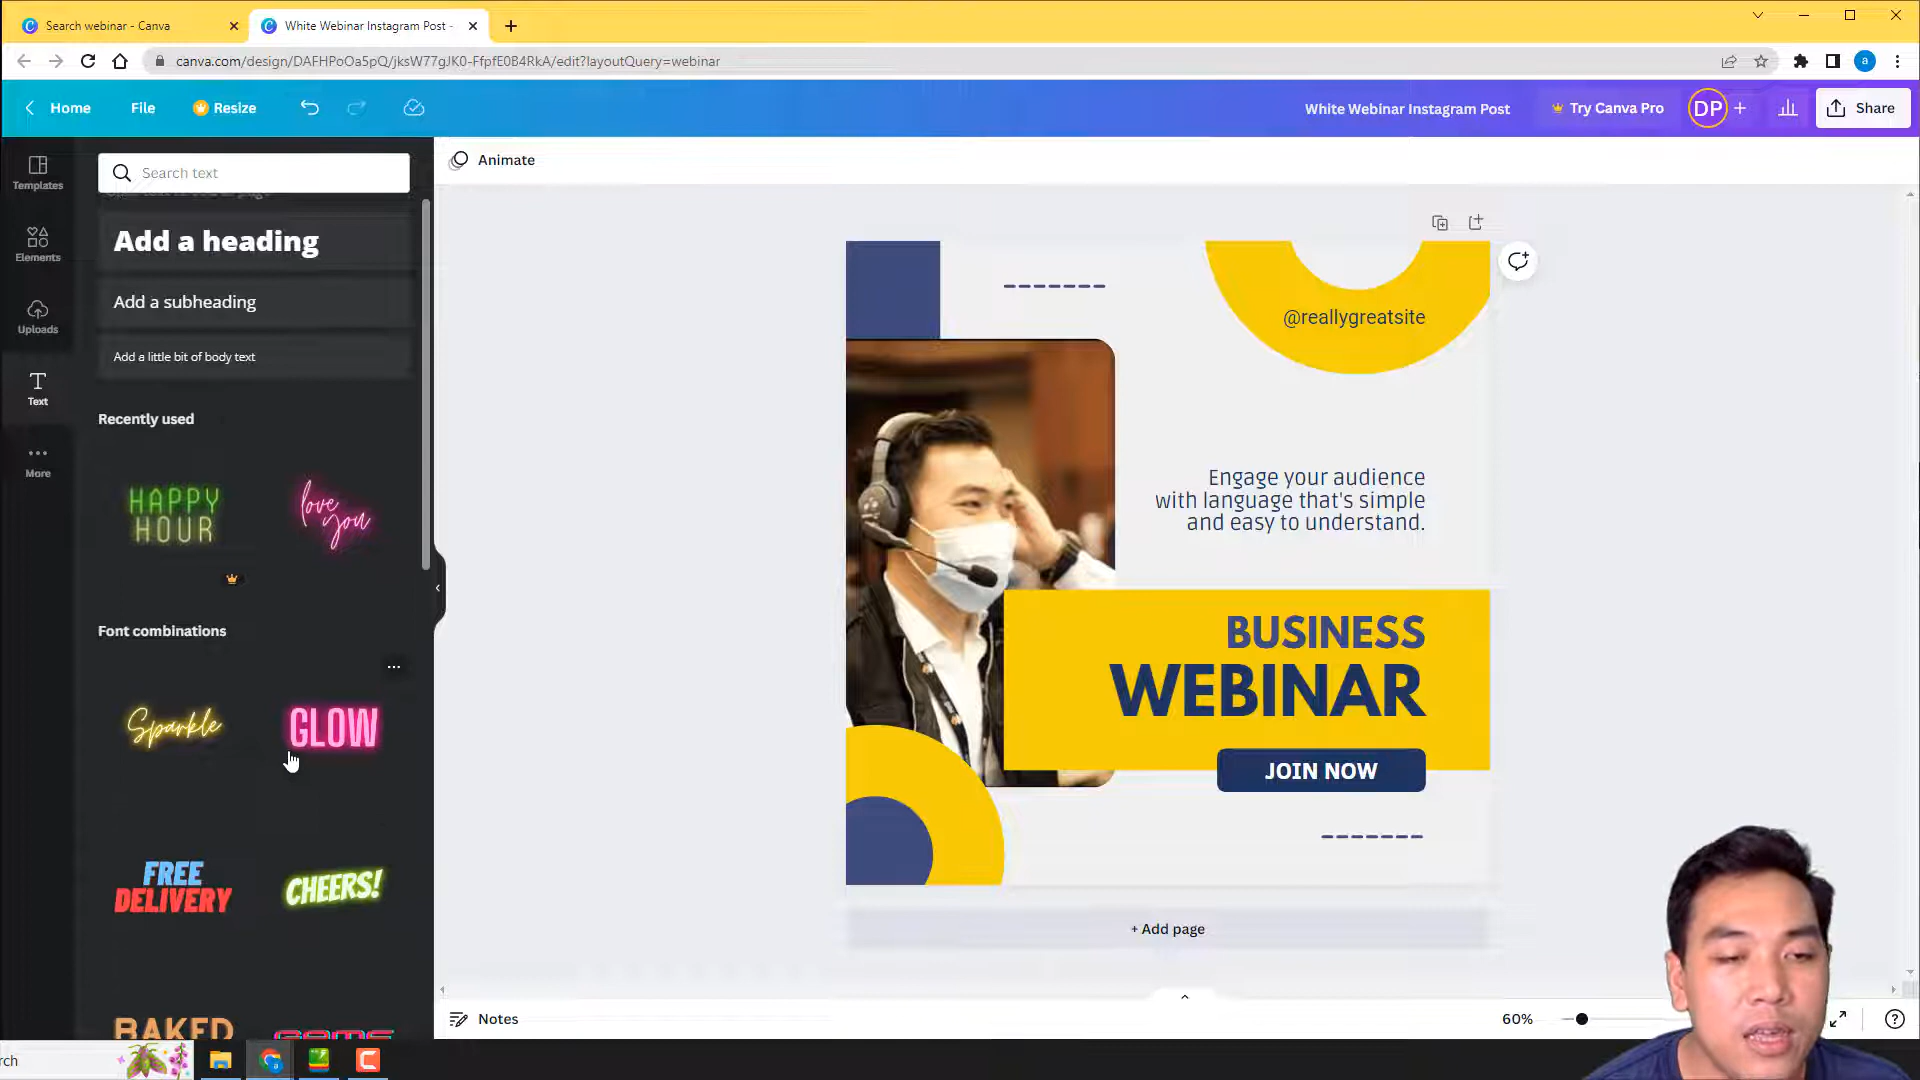 Search webinar - Canva
White Webinar Instagram Post -
canva.com/design/DAFHPoOa5pQ/jksW77gJK0-FfpfE0B4RkA/edit?layoutQuery=webinar
a
Home
File
Resize
White Webinar Instagram Post
Try Canva Pro
DP
Share
Templates
Elements
Uploads
Text
More
Search text
Add a heading
Add a subheading
Add a little bit of body text
Recently used
HAPPY
HOUR
love
you
Font combinations
Sparkle
GLOW
FREE
DELIVERY
CHEERS!
BAKED
GAME
Animate
@reallygreatsite
Engage your audience
with language that's simple
and easy to understand.
BUSINESS
WEBINAR
JOIN NOW
+ Add page
Notes
60%
rch